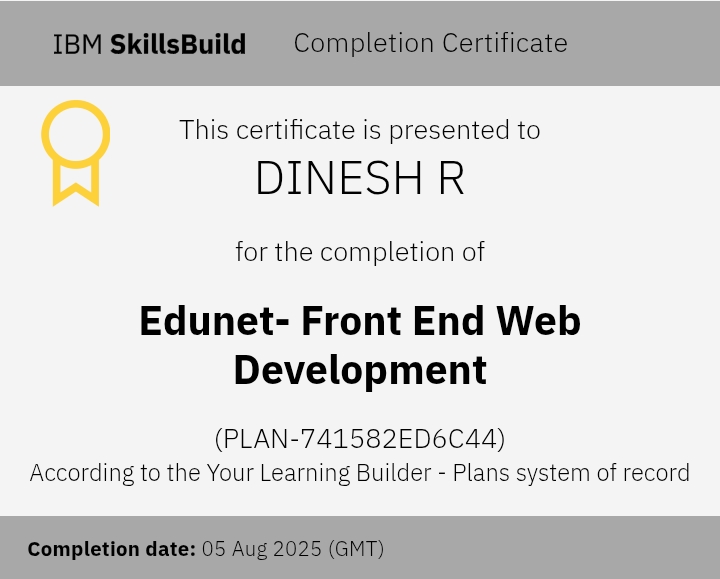 IBM SkillsBuild Completion Certificate
This certificate is presented to
DINESH R
for the completion of
Edunet- Front End Web
Development
(PLAN-741582ED6C44)
According to the Your Learning Builder - Plans system of record
Completion date: 05 Aug 2025 (GMT)